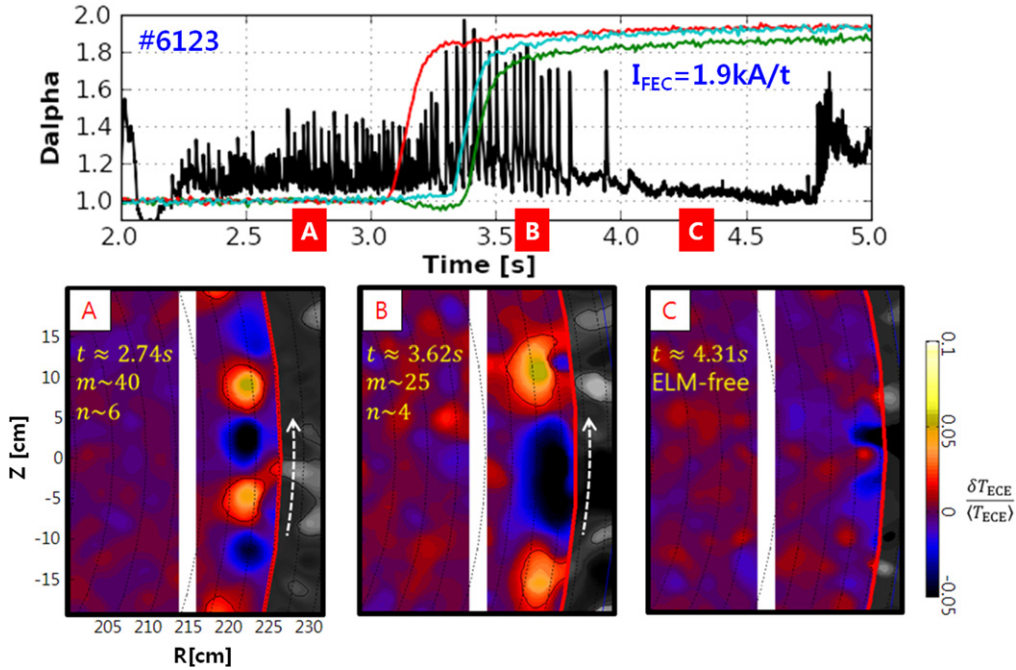 2.0
1.8
1.6
1.4
1.2
1.0
Dalpha
#6123
I_FEC=1.9kA/t
A
B
C
2.0
2.5
3.0
3.5
4.0
4.5
5.0
Time [s]
A
t ≈ 2.74s
m~40
n~6
B
t ≈ 3.62s
m~25
n~4
C
t ≈ 4.31s
ELM-free
15
10
5
0
-5
-10
-15
Z [cm]
205 210 215 220 225 230
R[cm]
0.1
0.05
0
-0.05
δT_ECE
⟨T_ECE⟩